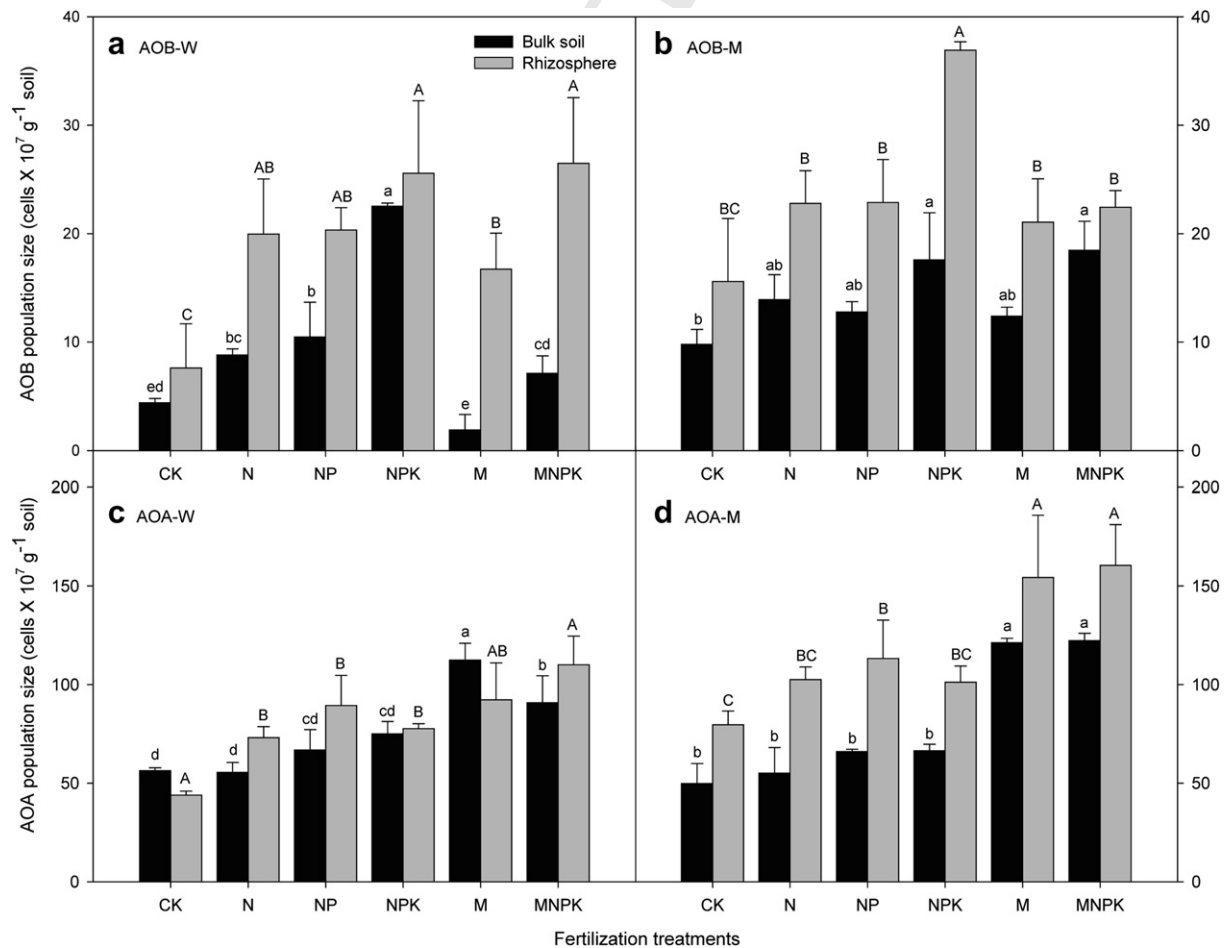 a AOB-W
Bulk soil
Rhizosphere
b AOB-M
AOB population size (cells X 10⁷ g⁻¹ soil)
40
30
20
10
0
ed C bc AB b AB a A e B cd A
b BC ab B ab B a A ab B a B
40
30
20
10
0
CK N NP NPK M MNPK
CK N NP NPK M MNPK
c AOA-W
d AOA-M
AOA population size (cells X 10⁷ g⁻¹ soil)
200
150
100
50
0
d A d B cd B cd B a AB b A
b C b BC b B b BC a A a A
200
150
100
50
0
CK N NP NPK M MNPK
CK N NP NPK M MNPK
Fertilization treatments